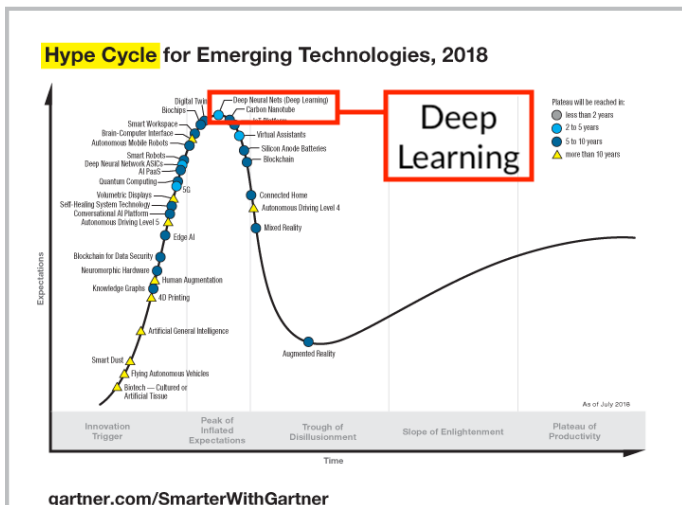 Hype Cycle for Emerging Technologies, 2018
Digital Twin
Biochips
Smart Workspace
Brain-Computer Interface
Autonomous Mobile Robots
Smart Robots
Deep Neural Network ASICs
AI PaaS
Quantum Computing
5G
Volumetric Displays
Self-Healing System Technology
Conversational AI Platform
Autonomous Driving Level 5
Edge AI
Blockchain for Data Security
Neuromorphic Hardware
Human Augmentation
Knowledge Graphs
4D Printing
Artificial General Intelligence
Smart Dust
Flying Autonomous Vehicles
Biotech — Cultured or
Artificial Tissue
Deep Neural Nets (Deep Learning)
Carbon Nanotube
Virtual Assistants
Silicon Anode Batteries
Blockchain
Connected Home
Autonomous Driving Level 4
Mixed Reality
Augmented Reality
Deep
Learning
Plateau will be reached in:
less than 2 years
2 to 5 years
5 to 10 years
more than 10 years
Expectations
As of July 2018
Innovation
Trigger
Peak of
Inflated
Expectations
Trough of
Disillusionment
Slope of Enlightenment
Plateau of
Productivity
Time
gartner.com/SmarterWithGartner